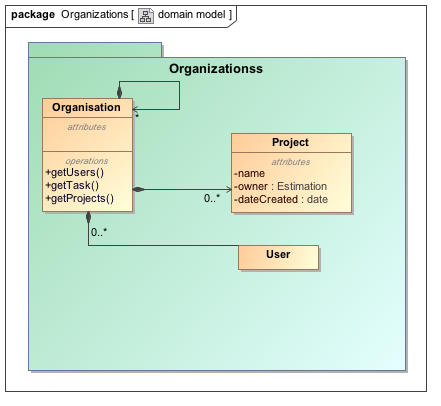 package Organizations [ domain model ]
Organizationss
Organisation
attributes
operations
+getUsers()
+getTask()
+getProjects()
*
Project
attributes
-name
-owner : Estimation
-dateCreated : date
0..*
0..*
User